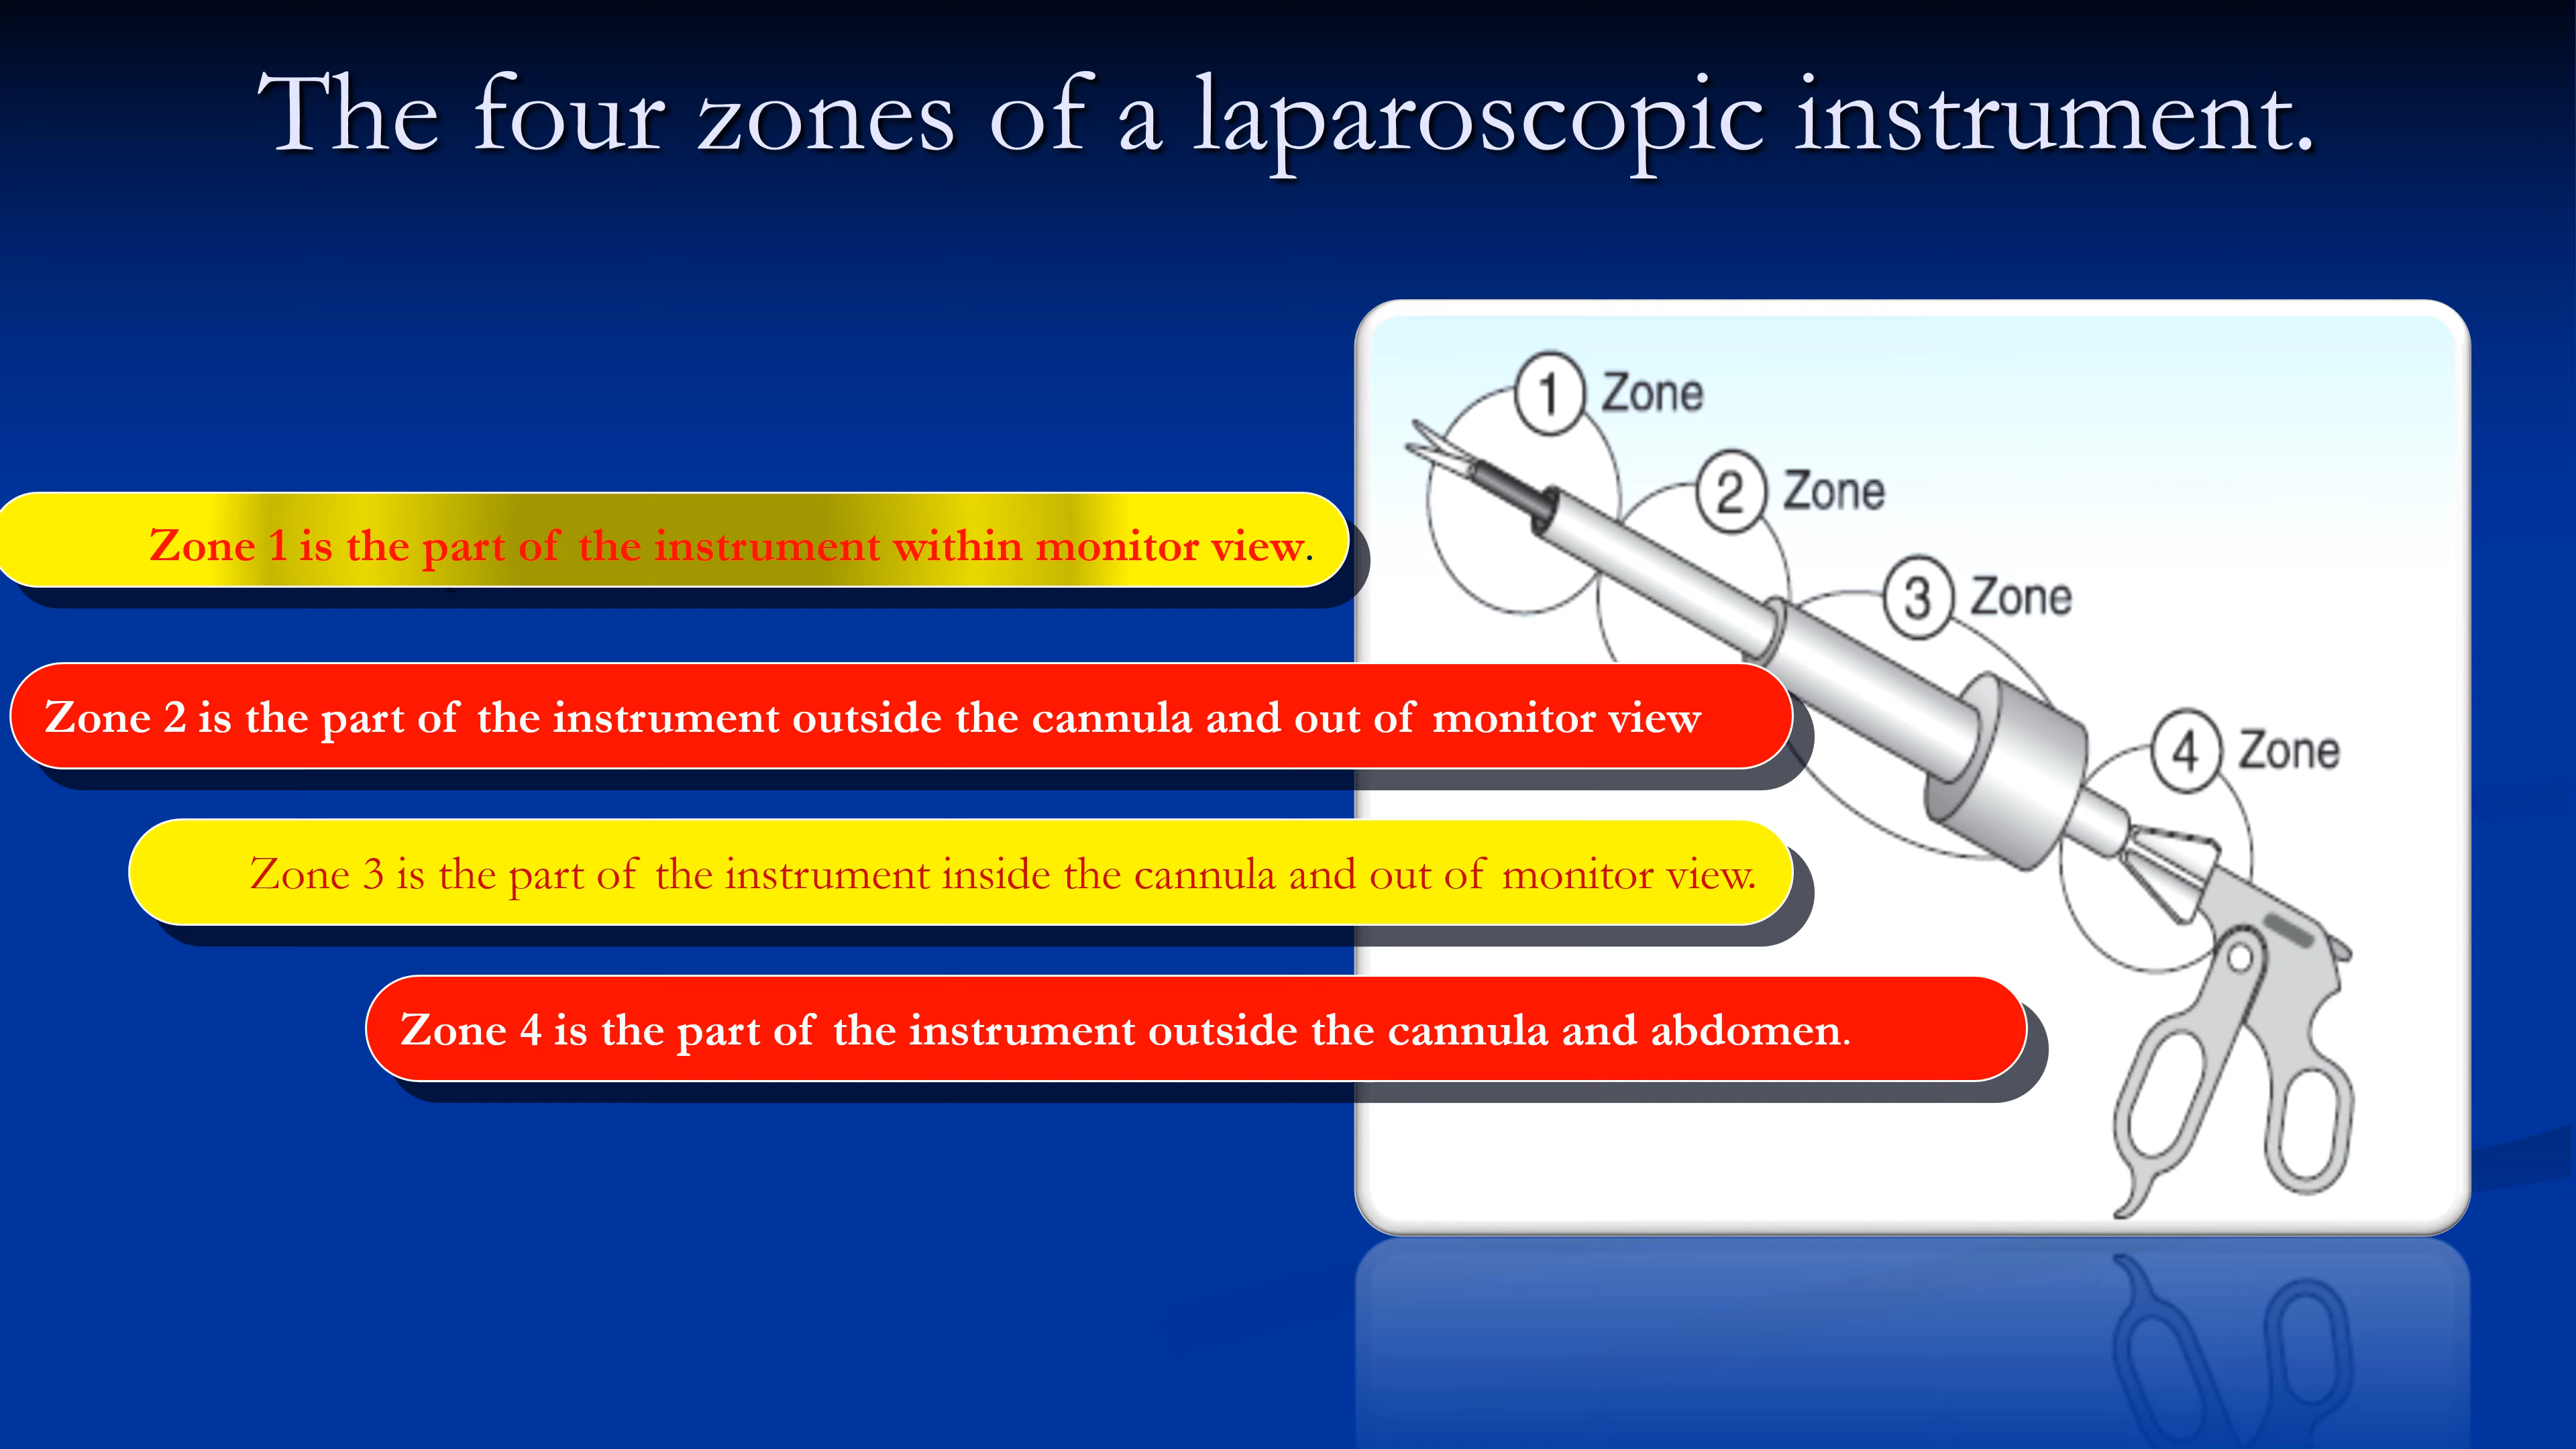 The four zones of a laparoscopic instrument.
1 Zone
2 Zone
3 Zone
4 Zone
Zone 1 is the part of the instrument within monitor view.
Zone 2 is the part of the instrument outside the cannula and out of monitor view
Zone 3 is the part of the instrument inside the cannula and out of monitor view.
Zone 4 is the part of the instrument outside the cannula and abdomen.